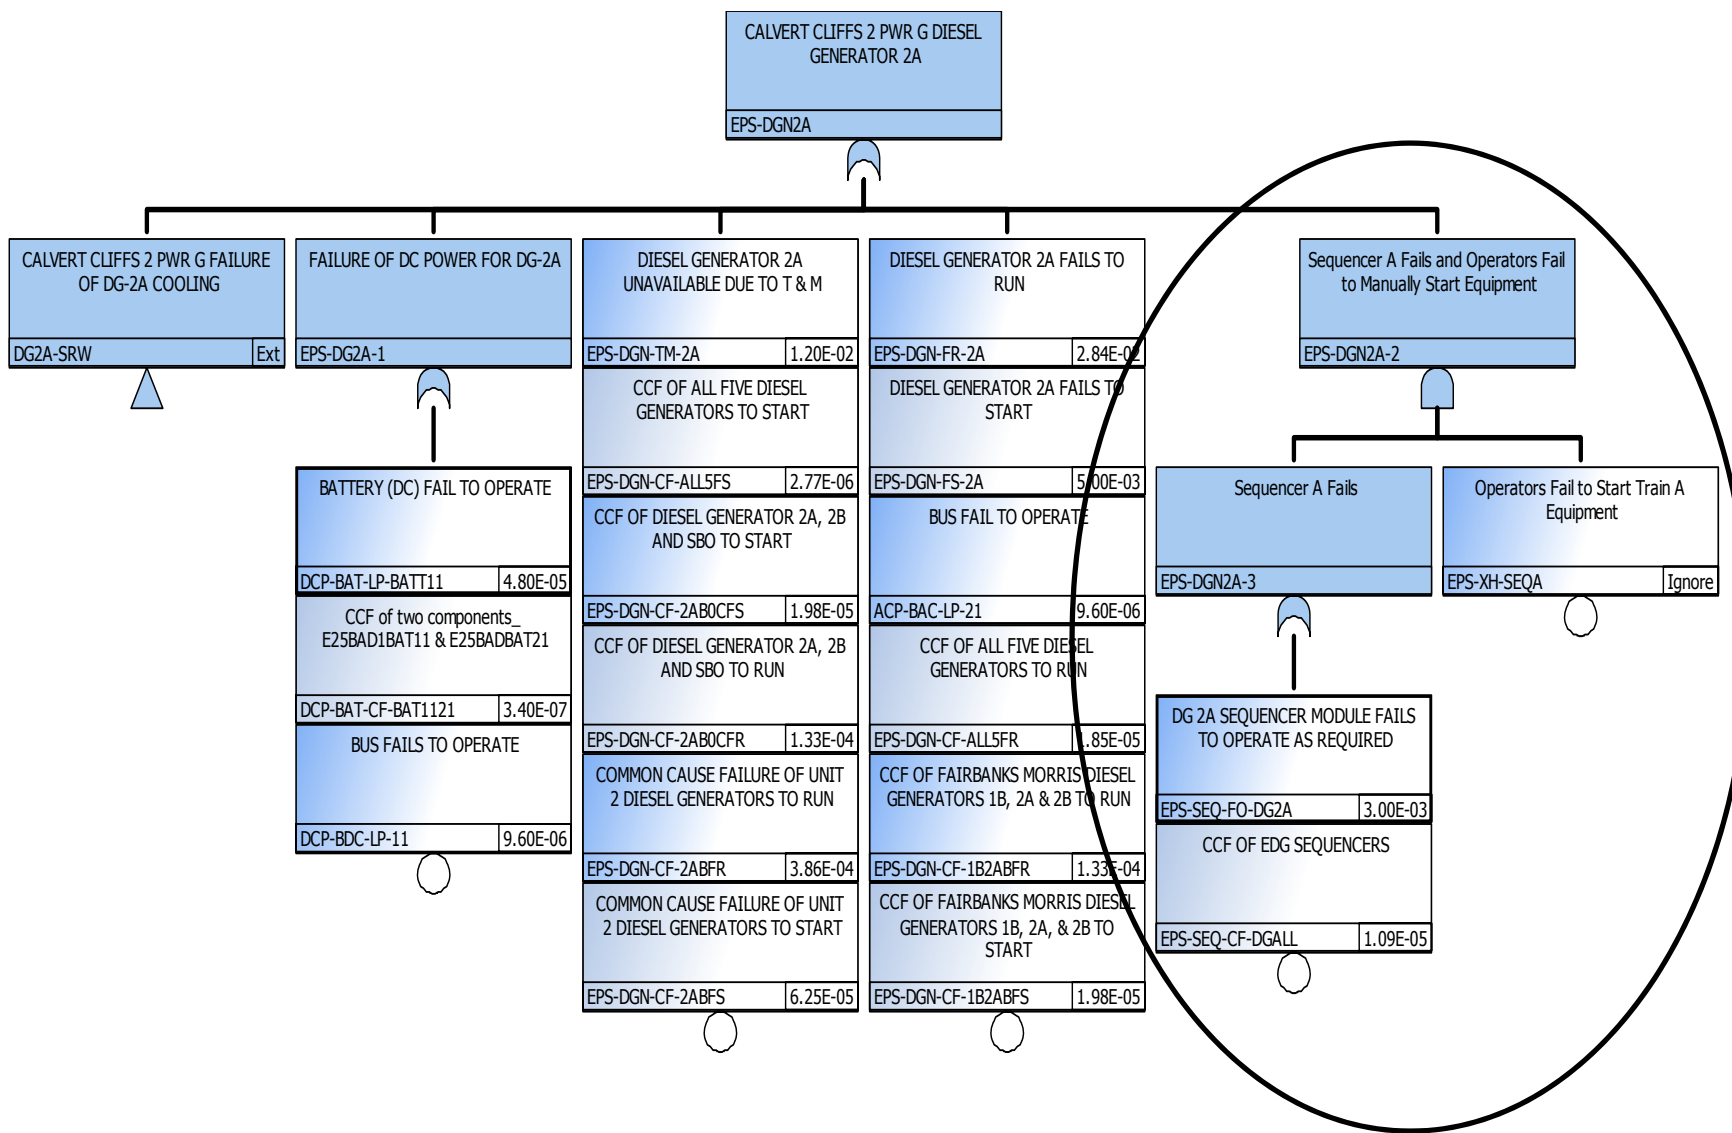 CALVERT CLIFFS 2 PWR G DIESEL
GENERATOR 2A
EPS-DGN2A
CALVERT CLIFFS 2 PWR G FAILURE
OF DG-2A COOLING
DG2A-SRW
Ext
FAILURE OF DC POWER FOR DG-2A
EPS-DG2A-1
BATTERY (DC) FAIL TO OPERATE
DCP-BAT-LP-BATT11
4.80E-05
CCF of two components_
E25BAD1BAT11 & E25BADBAT21
DCP-BAT-CF-BAT1121
3.40E-07
BUS FAILS TO OPERATE
DCP-BDC-LP-11
9.60E-06
DIESEL GENERATOR 2A
UNAVAILABLE DUE TO T & M
EPS-DGN-TM-2A
1.20E-02
CCF OF ALL FIVE DIESEL
GENERATORS TO START
EPS-DGN-CF-ALL5FS
2.77E-06
CCF OF DIESEL GENERATOR 2A, 2B
AND SBO TO START
EPS-DGN-CF-2AB0CFS
1.98E-05
CCF OF DIESEL GENERATOR 2A, 2B
AND SBO TO RUN
EPS-DGN-CF-2AB0CFR
1.33E-04
COMMON CAUSE FAILURE OF UNIT
2 DIESEL GENERATORS TO RUN
EPS-DGN-CF-2ABFR
3.86E-04
COMMON CAUSE FAILURE OF UNIT
2 DIESEL GENERATORS TO START
EPS-DGN-CF-2ABFS
6.25E-05
DIESEL GENERATOR 2A FAILS TO
RUN
EPS-DGN-FR-2A
2.84E-02
DIESEL GENERATOR 2A FAILS TO
START
EPS-DGN-FS-2A
5.00E-03
BUS FAIL TO OPERATE
ACP-BAC-LP-21
9.60E-06
CCF OF ALL FIVE DIESEL
GENERATORS TO RUN
EPS-DGN-CF-ALL5FR
1.85E-05
CCF OF FAIRBANKS MORRIS DIESEL
GENERATORS 1B, 2A & 2B TO RUN
EPS-DGN-CF-1B2ABFR
1.33E-04
CCF OF FAIRBANKS MORRIS DIESEL
GENERATORS 1B, 2A, & 2B TO
START
EPS-DGN-CF-1B2ABFS
1.98E-05
Sequencer A Fails and Operators Fail
to Manually Start Equipment
EPS-DGN2A-2
Sequencer A Fails
EPS-DGN2A-3
DG 2A SEQUENCER MODULE FAILS
TO OPERATE AS REQUIRED
EPS-SEQ-FO-DG2A
3.00E-03
CCF OF EDG SEQUENCERS
EPS-SEQ-CF-DGALL
1.09E-05
Operators Fail to Start Train A
Equipment
EPS-XH-SEQA
Ignore